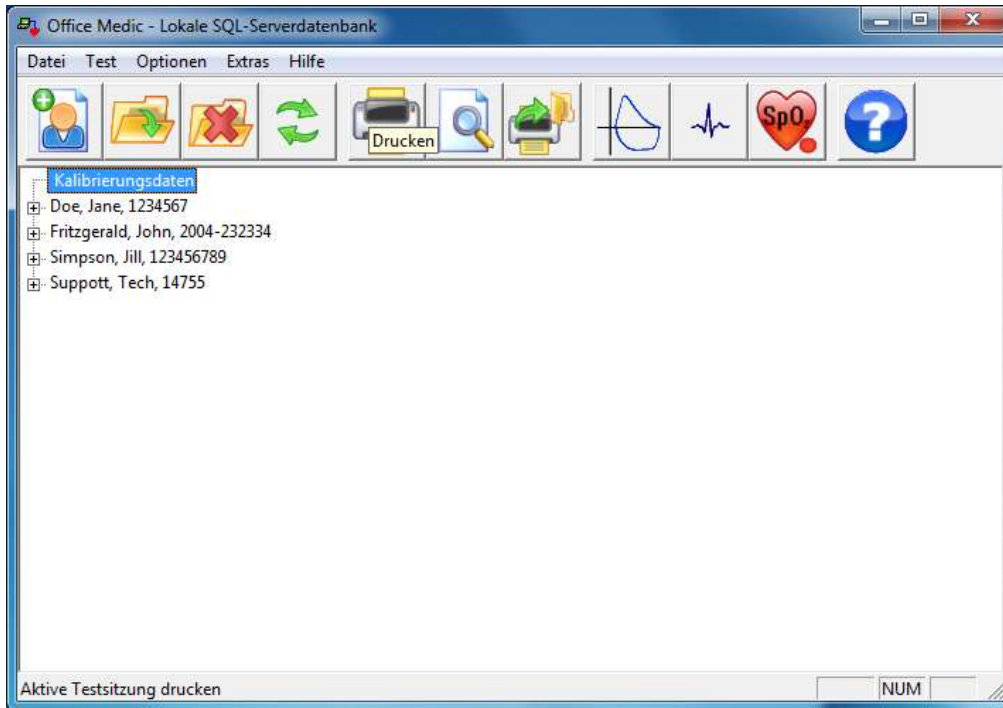 Office Medic - Lokale SQL-Serverdatenbank
Datei Test Optionen Extras Hilfe
SpO2
Drucken
Kalibrierungsdaten
Doe, Jane, 1234567
Fritzgerald, John, 2004-232334
Simpson, Jill, 123456789
Suppott, Tech, 14755
Aktive Testsitzung drucken
NUM